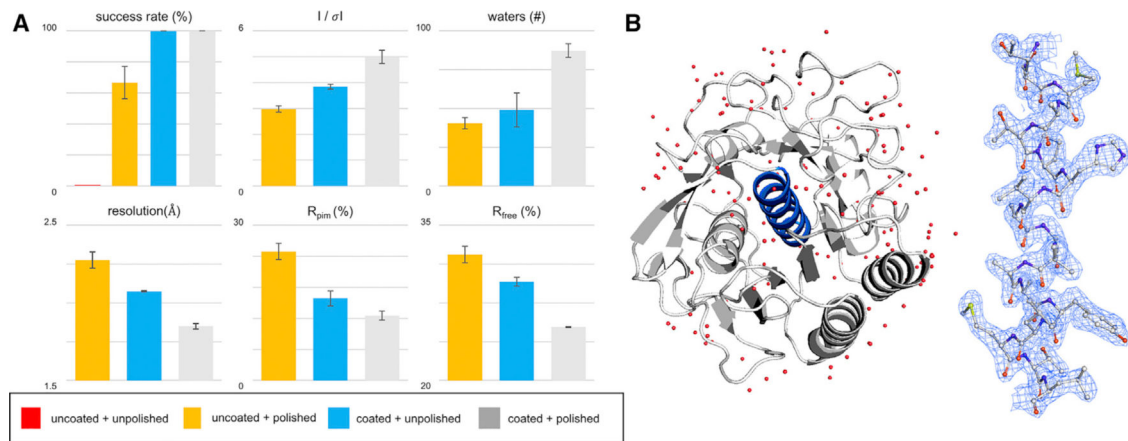 A
success rate (%)
100
0
I / σI
6
0
waters (#)
100
0
resolution(Å)
2.5
1.5
Rpim (%)
30
0
Rfree (%)
35
20
uncoated + unpolished
uncoated + polished
coated + unpolished
coated + polished
B